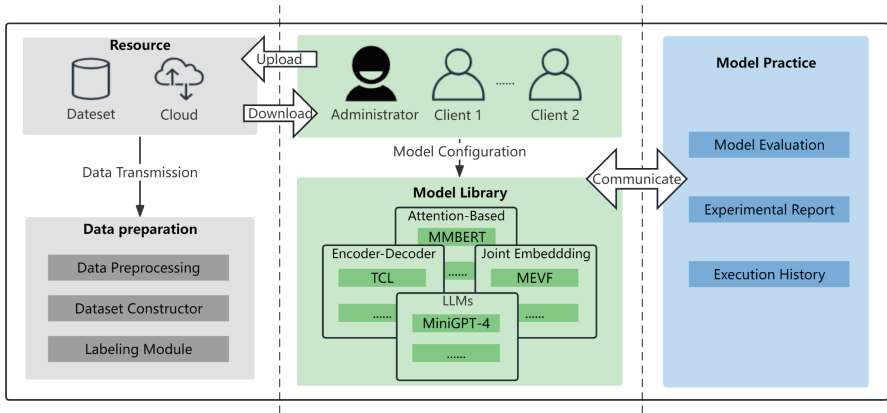 Resource
Dateset
Cloud
Upload
Download
Administrator
Client 1
......
Client 2
Model Practice
Model Evaluation
Experimental Report
Execution History
Data Transmission
Model Configuration
Communicate
Data preparation
Data Preprocessing
Dataset Constructor
Labeling Module
Model Library
Attention-Based
MMBERT
......
Encoder-Decoder
TCL
......
Joint Embeddding
MEVF
......
LLMs
MiniGPT-4
......